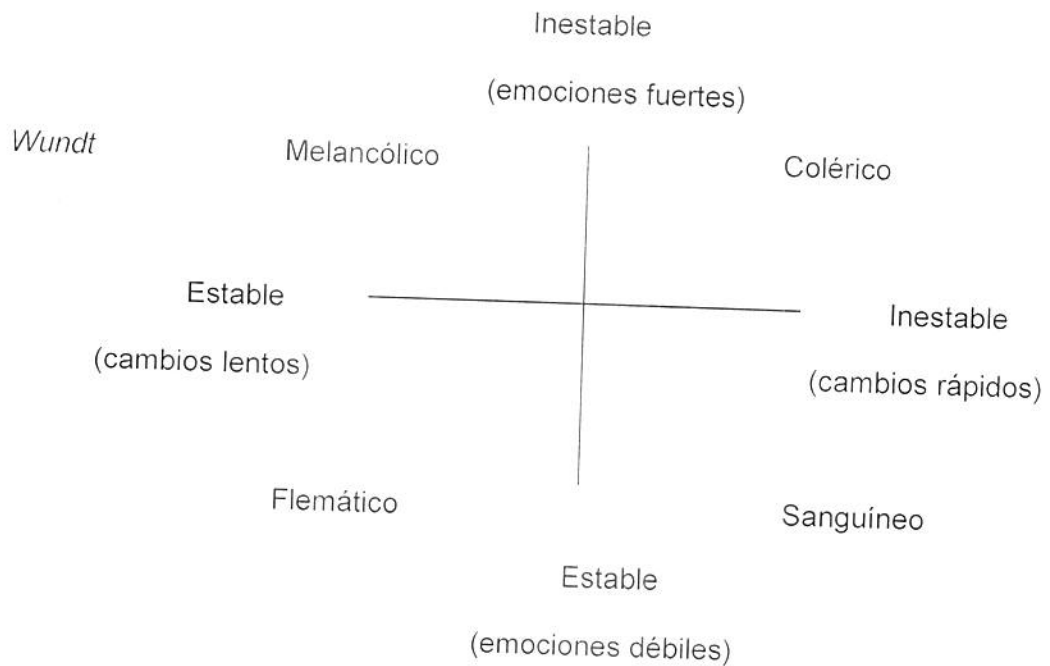 Inestable
(emociones fuertes)
Wundt
Melancólico
Colérico
Estable
Inestable
(cambios lentos)
(cambios rápidos)
Flemático
Sanguíneo
Estable
(emociones débiles)